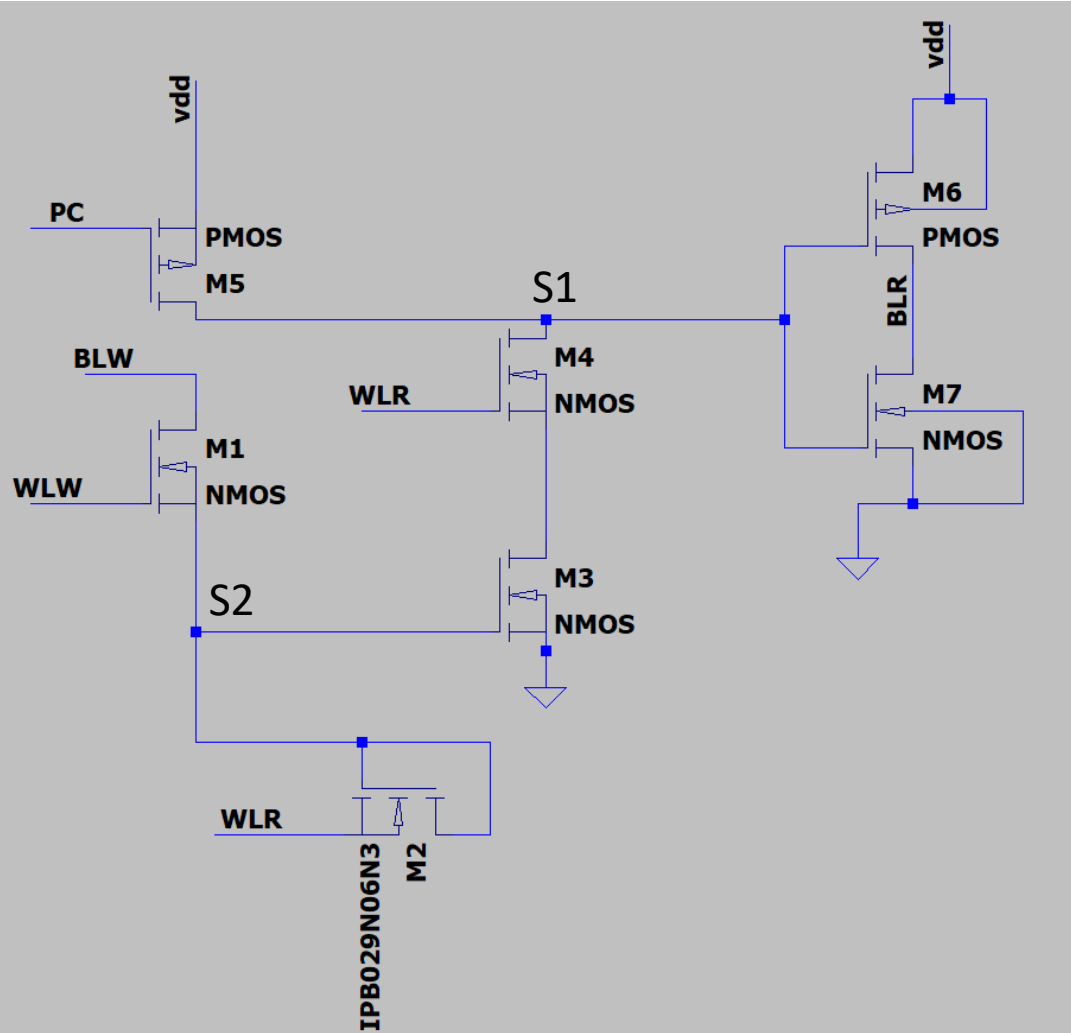 vdd
vdd
M6
PMOS
PC
PMOS
M5
S1
BLR
BLW
M4
WLR
NMOS
M7
NMOS
M1
WLW
NMOS
M3
S2
NMOS
WLR
M2
IPB029N06N3